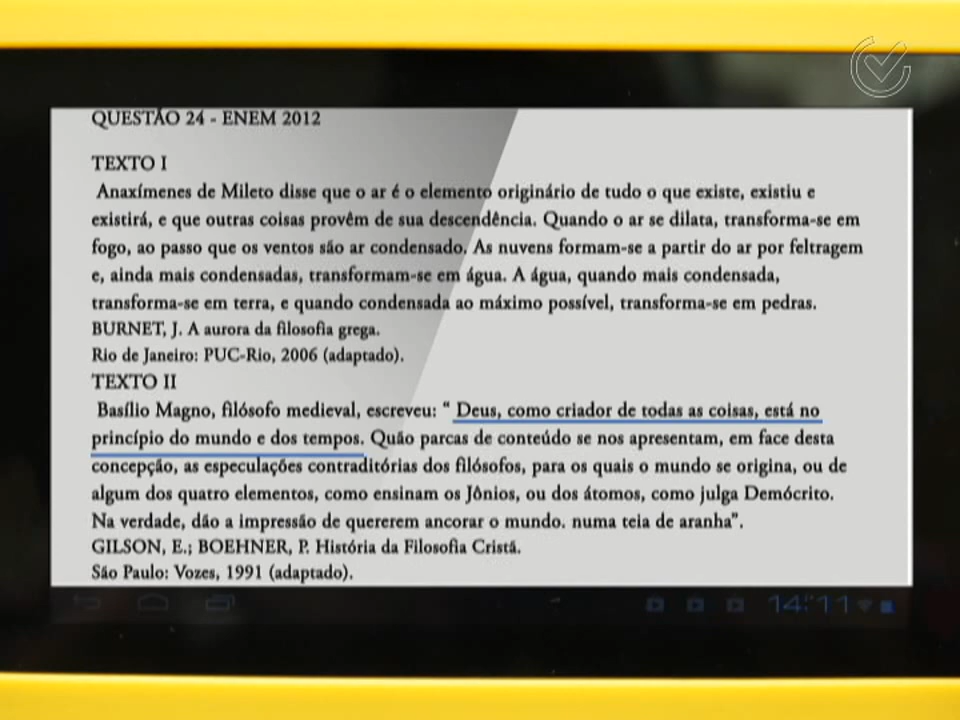 QUESTÃO 24 - ENEM 2012
TEXTO I
Anaxímenes de Mileto disse que o ar é o elemento originário de tudo o que existe, existiu e
existirá, e que outras coisas provêm de sua descendência. Quando o ar se dilata, transforma-se em
fogo, ao passo que os ventos são ar condensado. As nuvens formam-se a partir do ar por feltragem
e, ainda mais condensadas, transformam-se em água. A água, quando mais condensada,
transforma-se em terra, e quando condensada ao máximo possível, transforma-se em pedras.
BURNET, J. A aurora da filosofia grega.
Rio de Janeiro: PUC-Rio, 2006 (adaptado).
TEXTO II
Basílio Magno, filósofo medieval, escreveu: “ Deus, como criador de todas as coisas, está no
princípio do mundo e dos tempos. Quão parcas de conteúdo se nos apresentam, em face desta
concepção, as especulações contraditórias dos filósofos, para os quais o mundo se origina, ou de
algum dos quatro elementos, como ensinam os Jônios, ou dos átomos, como julga Demócrito.
Na verdade, dão a impressão de quererem ancorar o mundo. numa teia de aranha”.
GILSON, E.; BOEHNER, P. História da Filosofia Cristã.
São Paulo: Vozes, 1991 (adaptado).
14:11